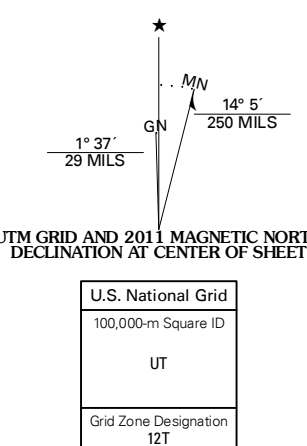 MN
GN
14° 5´
250 MILS
1° 37´
29 MILS
UTM GRID AND 2011 MAGNETIC NORT
DECLINATION AT CENTER OF SHEET
U.S. National Grid
100,000-m Square ID
UT
Grid Zone Designation
12T